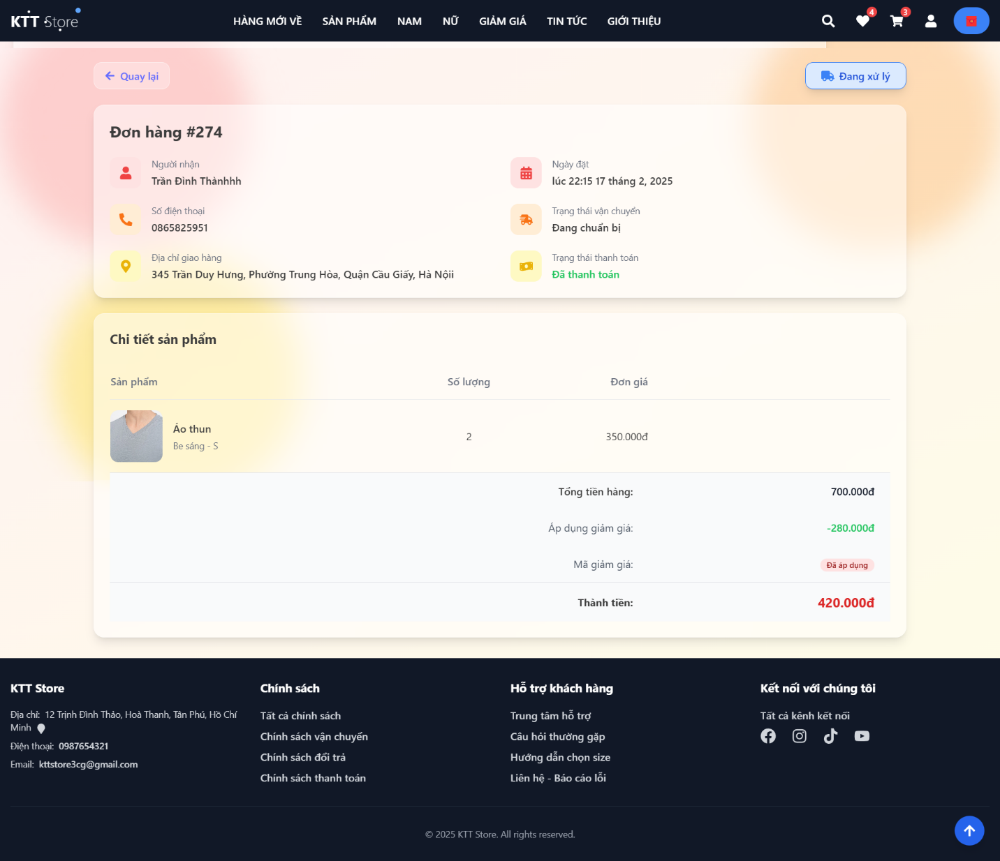 KTT Store
HÀNG MỚI VỀ
SẢN PHẨM
NAM
NỮ
GIẢM GIÁ
TIN TỨC
GIỚI THIỆU
4
3
Quay lại
Đang xử lý
Đơn hàng #274
Người nhận
Trần Đình Thànhhh
Ngày đặt
lúc 22:15 17 tháng 2, 2025
Số điện thoại
0865825951
Trạng thái vận chuyển
Đang chuẩn bị
Địa chỉ giao hàng
345 Trần Duy Hưng, Phường Trung Hòa, Quận Cầu Giấy, Hà Nộii
Trạng thái thanh toán
Đã thanh toán
Chi tiết sản phẩm
Sản phẩm
Số lượng
Đơn giá
Áo thun
Be sáng - S
2
350.000đ
Tổng tiền hàng:
700.000đ
Áp dụng giảm giá:
-280.000đ
Mã giảm giá:
Đã áp dụng
Thành tiền:
420.000đ
KTT Store
Địa chỉ: 12 Trịnh Đình Thảo, Hoà Thanh, Tân Phú, Hồ Chí
Minh
Điện thoại: 0987654321
Email: kttstore3cg@gmail.com
Chính sách
Tất cả chính sách
Chính sách vận chuyển
Chính sách đổi trả
Chính sách thanh toán
Hỗ trợ khách hàng
Trung tâm hỗ trợ
Câu hỏi thường gặp
Hướng dẫn chọn size
Liên hệ - Báo cáo lỗi
Kết nối với chúng tôi
Tất cả kênh kết nối
© 2025 KTT Store. All rights reserved.